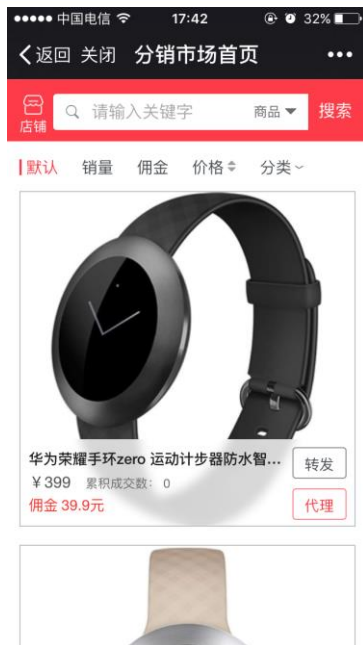 中国电信 17:42 32%
返回 关闭 分销市场首页
店铺 请输入关键字 商品 搜索
默认 销量 佣金 价格 分类
华为荣耀手环zero 运动计步器防水智...
转发
￥399 累积成交数: 0
佣金 39.9元
代理